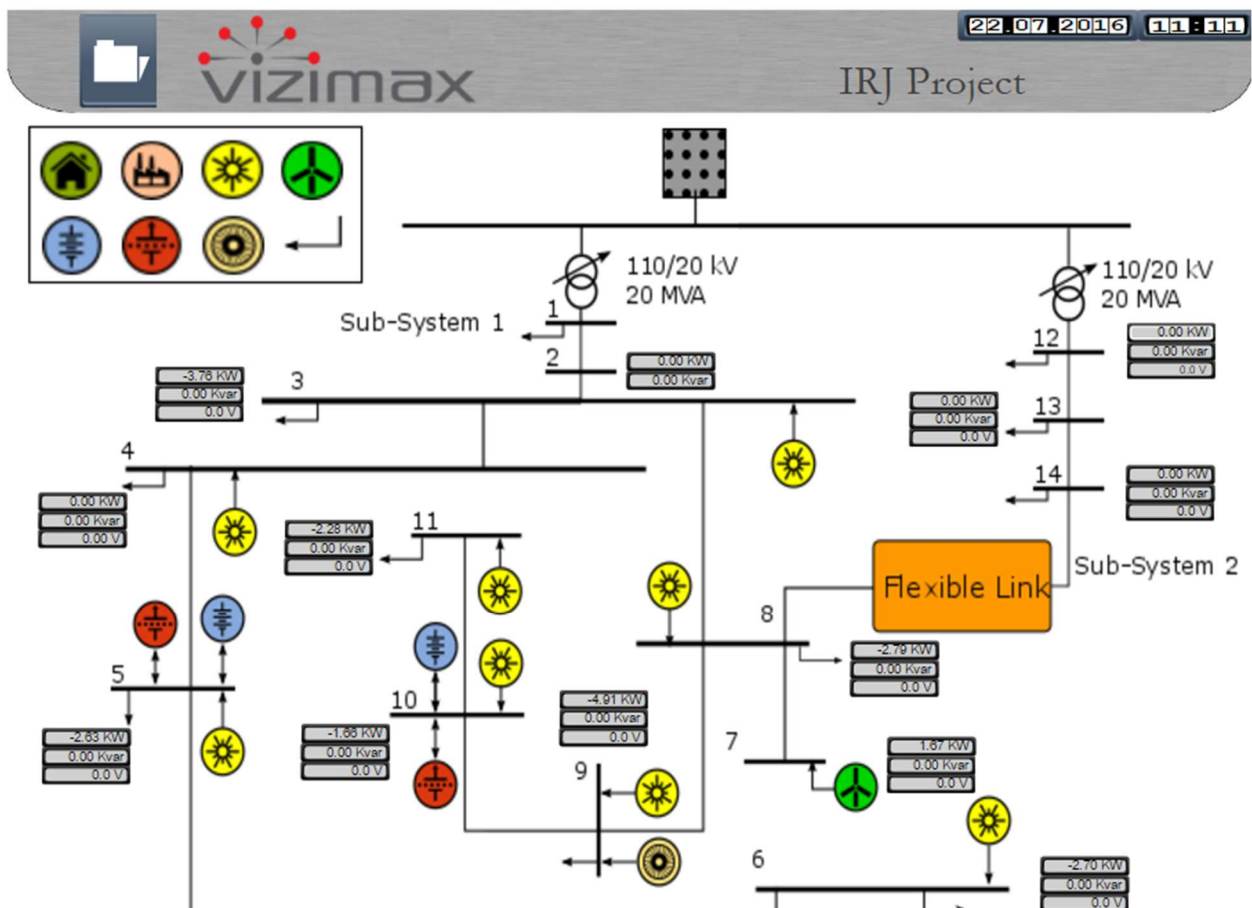 22.07.2016 11:11
vizimax
IRJ Project
110/20 kV
20 MVA
110/20 kV
20 MVA
Sub-System 1
1
2
0.00 KW
0.00 Kvar
12
0.00 KW
0.00 Kvar
0.0 V
-3.76 KW
0.00 Kvar
0.0 V
3
0.00 KW
0.00 Kvar
0.0 V
13
4
0.00 KW
0.00 Kvar
0.00 V
14
0.00 KW
0.00 Kvar
0.0 V
-2.28 KW
0.00 Kvar
0.0 V
11
Flexible Link
Sub-System 2
8
-2.79 KW
0.00 Kvar
0.0 V
5
-2.63 KW
0.00 Kvar
0.0 V
10
-1.66 KW
0.00 Kvar
0.0 V
-4.91 KW
0.00 Kvar
0.0 V
9
7
1.67 KW
0.00 Kvar
0.0 V
6
-2.70 KW
0.00 Kvar
0.0 V